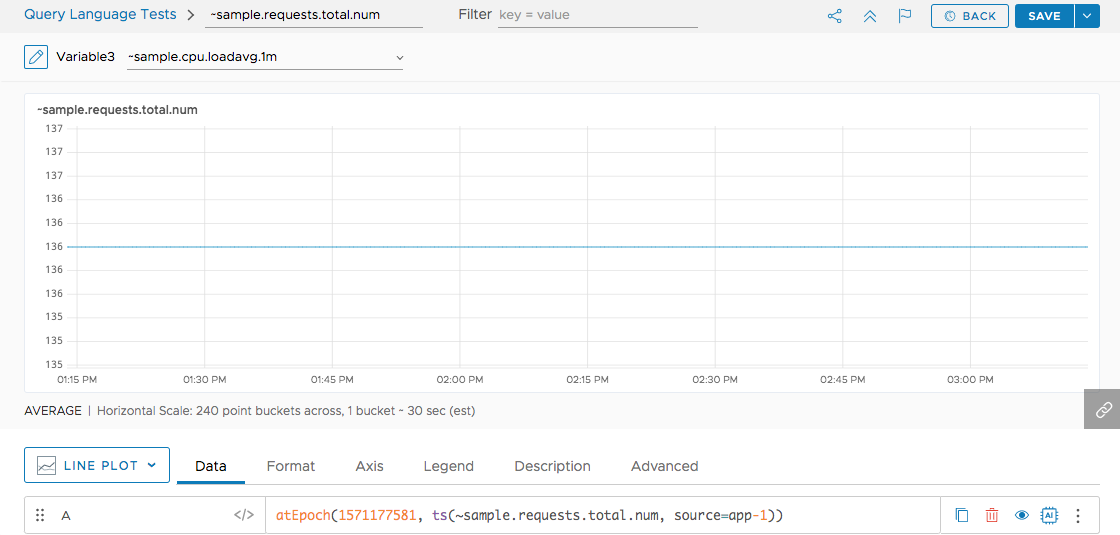 Query Language Tests > ~sample.requests.total.num Filter key = value BACK SAVE
Variable3 ~sample.cpu.loadavg.1m
~sample.requests.total.num
137
137
137
136
136
136
136
136
135
135
135
01:15 PM 01:30 PM 01:45 PM 02:00 PM 02:15 PM 02:30 PM 02:45 PM 03:00 PM
AVERAGE | Horizontal Scale: 240 point buckets across, 1 bucket ~ 30 sec (est)
LINE PLOT Data Format Axis Legend Description Advanced
A </> atEpoch(1571177581, ts(~sample.requests.total.num, source=app-1)) AI